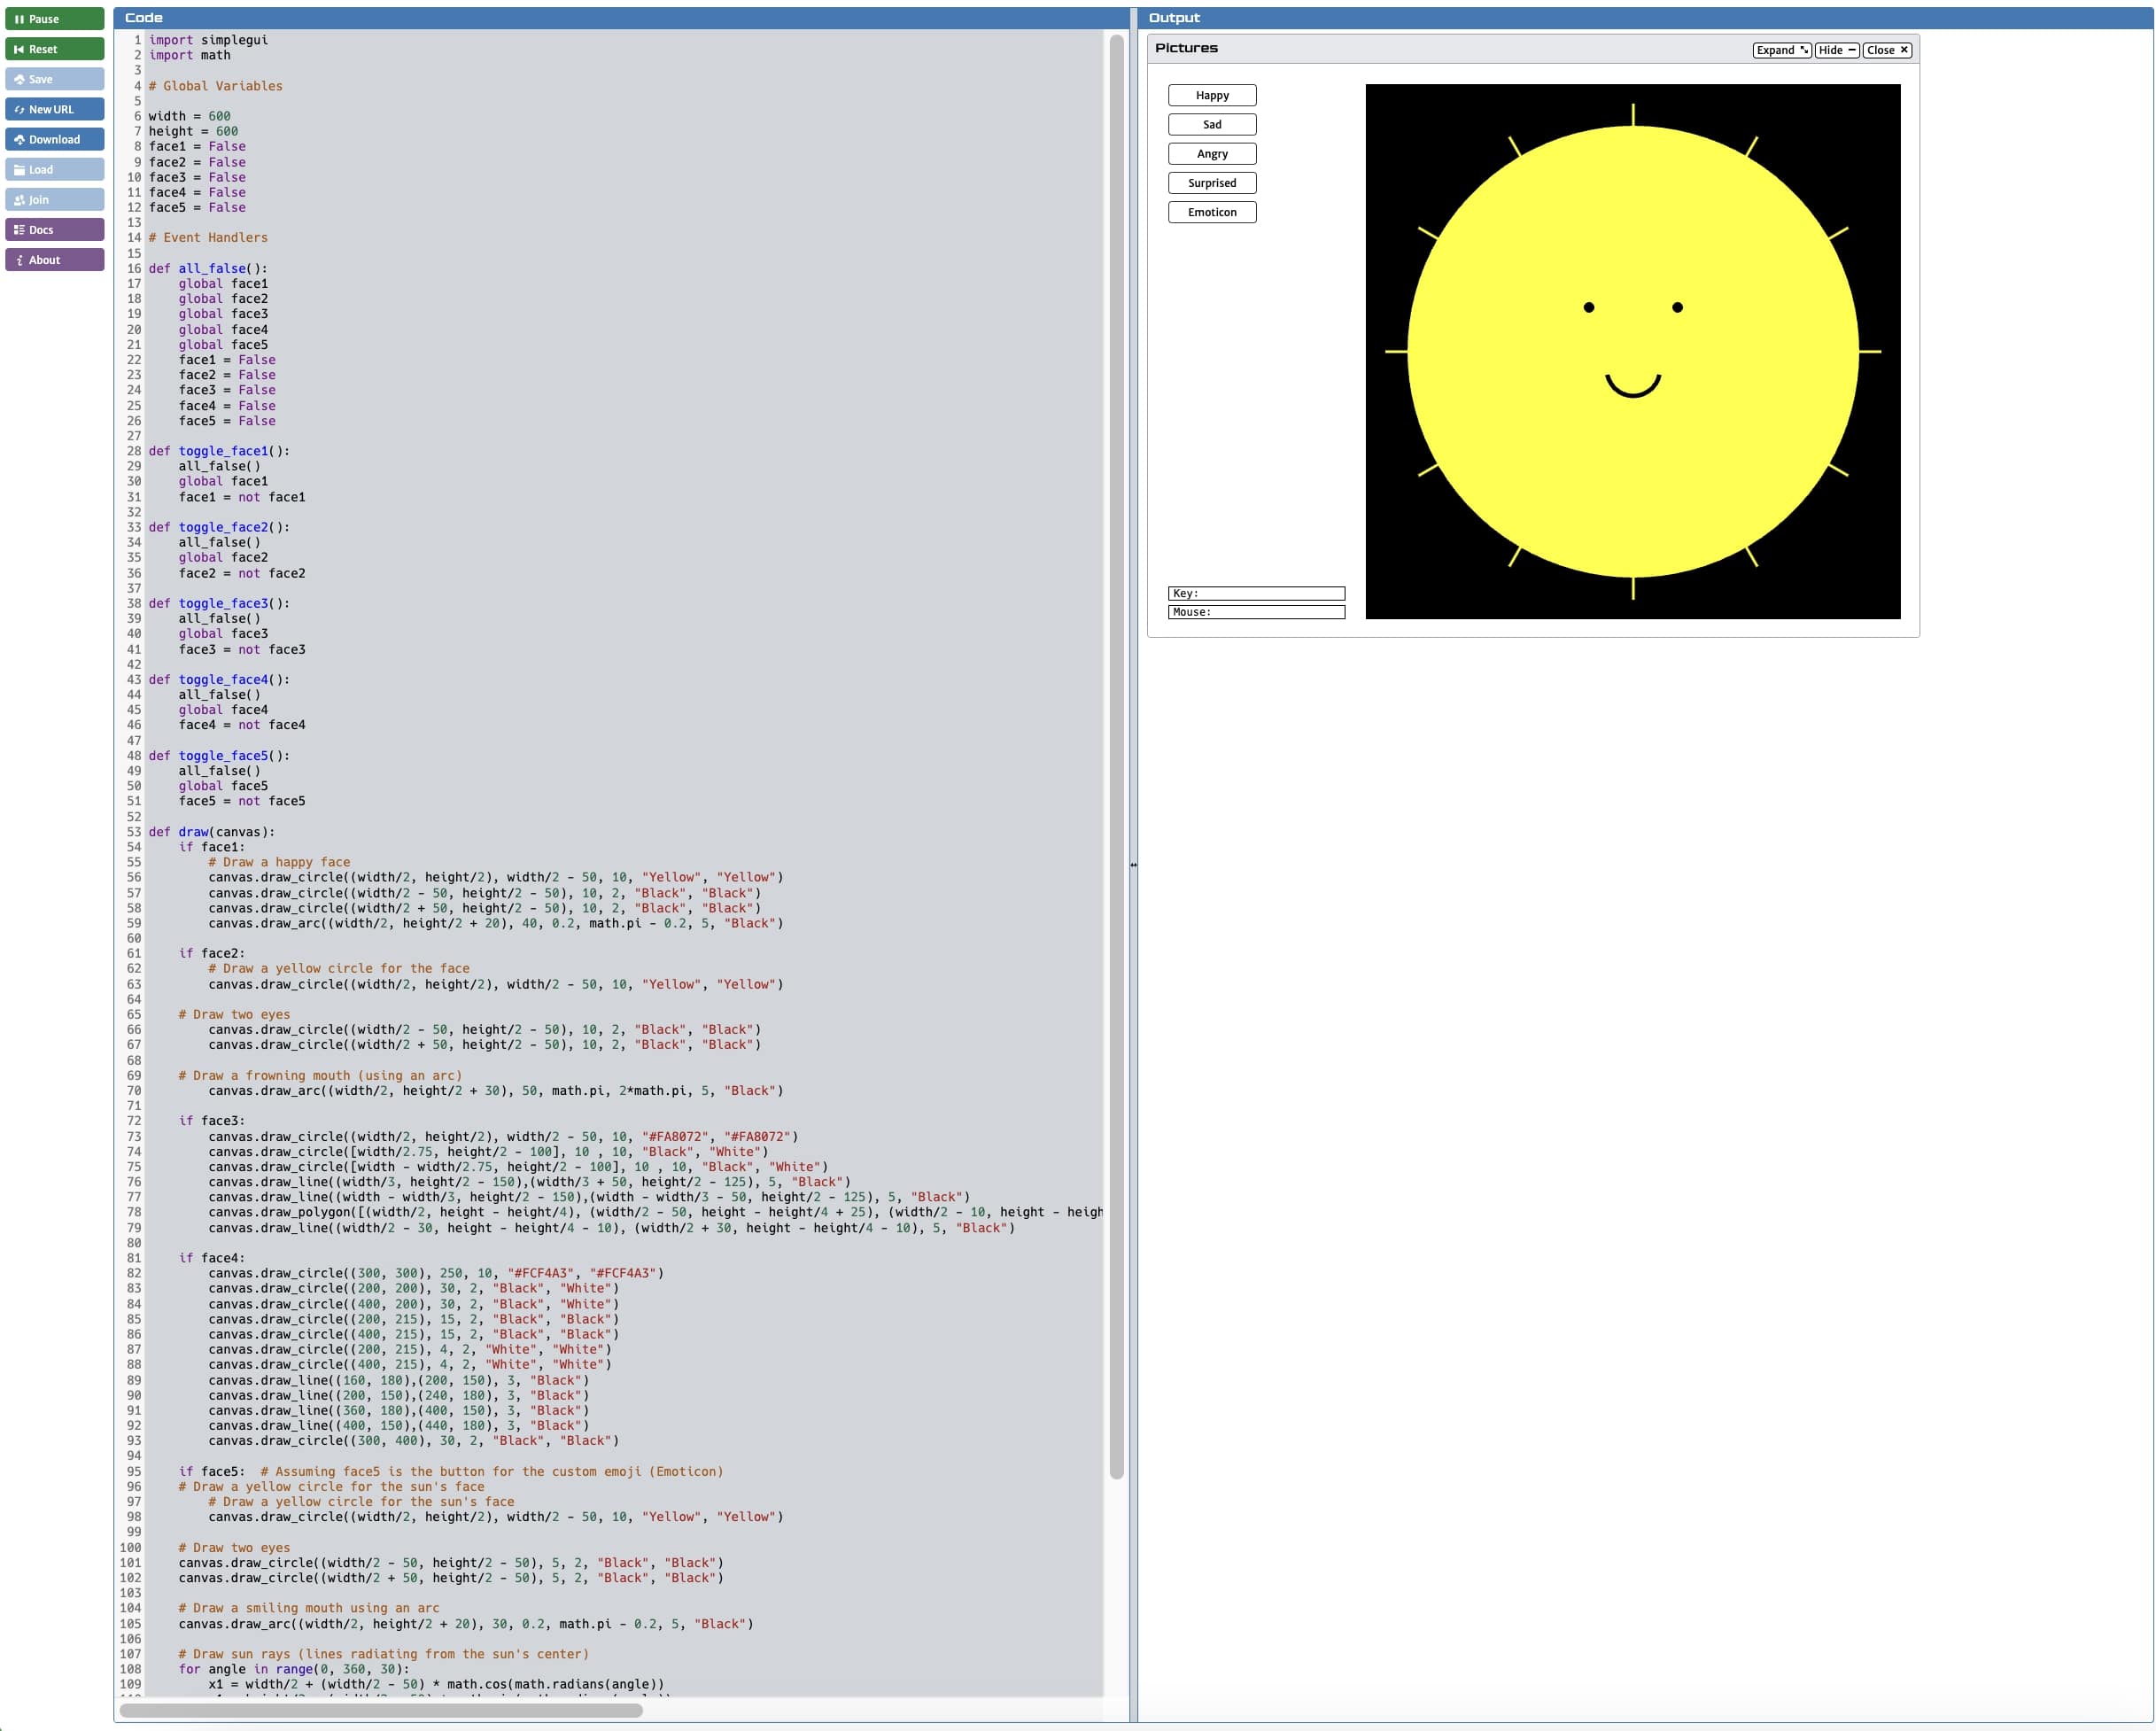 Pause
Reset
Save
New URL
Download
Load
Join
Docs
About
Code
1 import simplegui
2 import math
3
4 # Global Variables
5
6 width = 600
7 height = 600
8 face1 = False
9 face2 = False
10 face3 = False
11 face4 = False
12 face5 = False
13
14 # Event Handlers
15
16 def all_false():
17     global face1
18     global face2
19     global face3
20     global face4
21     global face5
22     face1 = False
23     face2 = False
24     face3 = False
25     face4 = False
26     face5 = False
27
28 def toggle_face1():
29     all_false()
30     global face1
31     face1 = not face1
32
33 def toggle_face2():
34     all_false()
35     global face2
36     face2 = not face2
37
38 def toggle_face3():
39     all_false()
40     global face3
41     face3 = not face3
42
43 def toggle_face4():
44     all_false()
45     global face4
46     face4 = not face4
47
48 def toggle_face5():
49     all_false()
50     global face5
51     face5 = not face5
52
53 def draw(canvas):
54     if face1:
55         # Draw a happy face
56         canvas.draw_circle((width/2, height/2), width/2 - 50, 10, "Yellow", "Yellow")
57         canvas.draw_circle((width/2 - 50, height/2 - 50), 10, 2, "Black", "Black")
58         canvas.draw_circle((width/2 + 50, height/2 - 50), 10, 2, "Black", "Black")
59         canvas.draw_arc((width/2, height/2 + 20), 40, 0.2, math.pi - 0.2, 5, "Black")
60
61     if face2:
62         # Draw a yellow circle for the face
63         canvas.draw_circle((width/2, height/2), width/2 - 50, 10, "Yellow", "Yellow")
64
65     # Draw two eyes
66         canvas.draw_circle((width/2 - 50, height/2 - 50), 10, 2, "Black", "Black")
67         canvas.draw_circle((width/2 + 50, height/2 - 50), 10, 2, "Black", "Black")
68
69     # Draw a frowning mouth (using an arc)
70         canvas.draw_arc((width/2, height/2 + 30), 50, math.pi, 2*math.pi, 5, "Black")
71
72     if face3:
73         canvas.draw_circle((width/2, height/2), width/2 - 50, 10, "#FA8072", "#FA8072")
74         canvas.draw_circle([width/2.75, height/2 - 100], 10 , 10, "Black", "White")
75         canvas.draw_circle([width - width/2.75, height/2 - 100], 10 , 10, "Black", "White")
76         canvas.draw_line((width/3, height/2 - 150),(width/3 + 50, height/2 - 125), 5, "Black")
77         canvas.draw_line((width - width/3, height/2 - 150),(width - width/3 - 50, height/2 - 125), 5, "Black")
78         canvas.draw_polygon([(width/2, height - height/4), (width/2 - 50, height - height/4 + 25), (width/2 - 10, height - heigh
79         canvas.draw_line((width/2 - 30, height - height/4 - 10), (width/2 + 30, height - height/4 - 10), 5, "Black")
80
81     if face4:
82         canvas.draw_circle((300, 300), 250, 10, "#FCF4A3", "#FCF4A3")
83         canvas.draw_circle((200, 200), 30, 2, "Black", "White")
84         canvas.draw_circle((400, 200), 30, 2, "Black", "White")
85         canvas.draw_circle((200, 215), 15, 2, "Black", "Black")
86         canvas.draw_circle((400, 215), 15, 2, "Black", "Black")
87         canvas.draw_circle((200, 215), 4, 2, "White", "White")
88         canvas.draw_circle((400, 215), 4, 2, "White", "White")
89         canvas.draw_line((160, 180),(200, 150), 3, "Black")
90         canvas.draw_line((200, 150),(240, 180), 3, "Black")
91         canvas.draw_line((360, 180),(400, 150), 3, "Black")
92         canvas.draw_line((400, 150),(440, 180), 3, "Black")
93         canvas.draw_circle((300, 400), 30, 2, "Black", "Black")
94
95     if face5:  # Assuming face5 is the button for the custom emoji (Emoticon)
96     # Draw a yellow circle for the sun's face
97         # Draw a yellow circle for the sun's face
98         canvas.draw_circle((width/2, height/2), width/2 - 50, 10, "Yellow", "Yellow")
99
100     # Draw two eyes
101     canvas.draw_circle((width/2 - 50, height/2 - 50), 5, 2, "Black", "Black")
102     canvas.draw_circle((width/2 + 50, height/2 - 50), 5, 2, "Black", "Black")
103
104     # Draw a smiling mouth using an arc
105     canvas.draw_arc((width/2, height/2 + 20), 30, 0.2, math.pi - 0.2, 5, "Black")
106
107     # Draw sun rays (lines radiating from the sun's center)
108     for angle in range(0, 360, 30):
109         x1 = width/2 + (width/2 - 50) * math.cos(math.radians(angle))
Output
Pictures
Expand
Hide
Close
Happy
Sad
Angry
Surprised
Emoticon
Key:
Mouse: